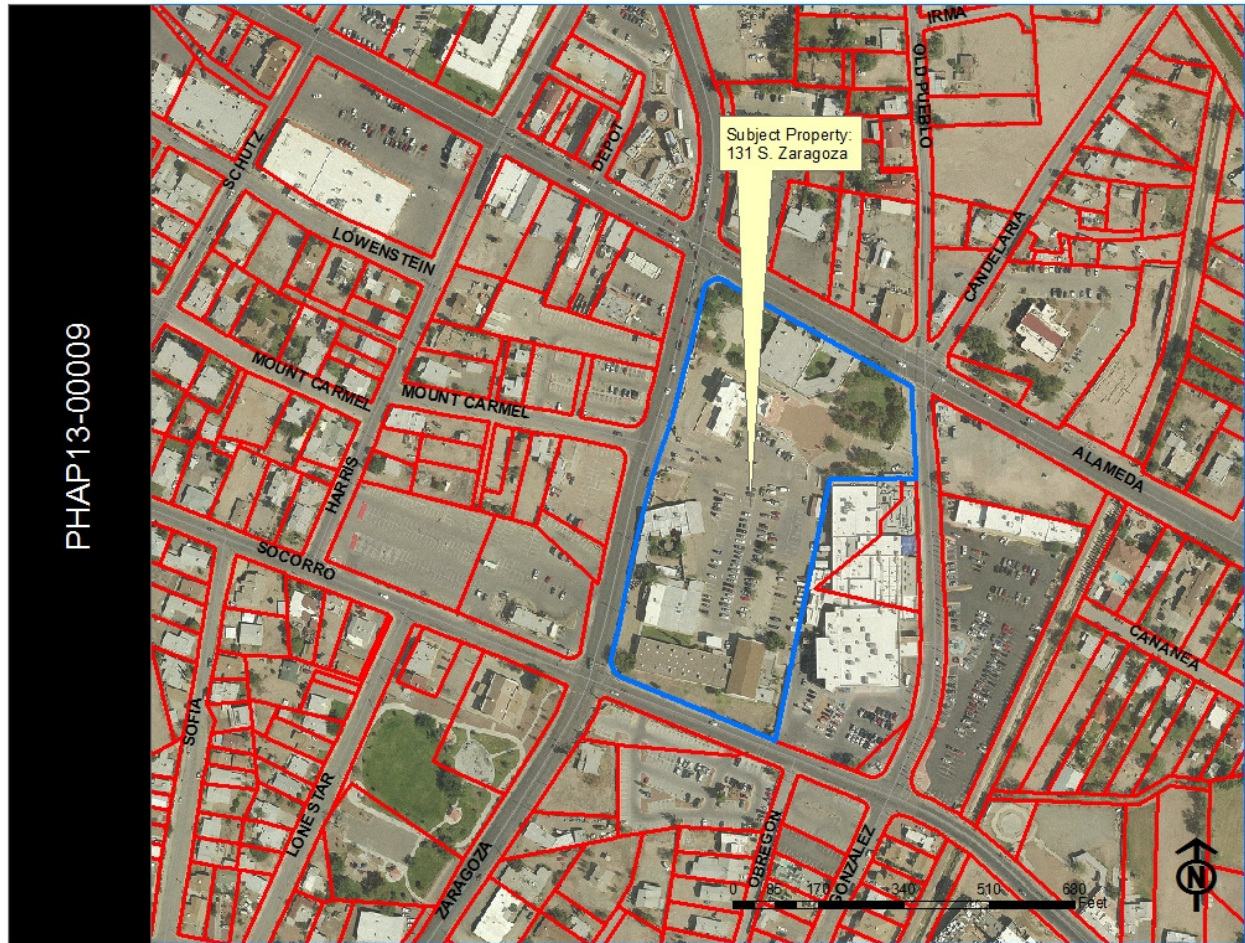 PHAP13-00009
IRMA
OLD PUEBLO
Subject Property:
131 S. Zaragoza
DEPOT
SCHUTZ
LOWENSTEIN
CANDELARIA
MOUNT CARMEL
MOUNT CARMEL
HARRIS
ALAMEDA
SOCORRO
CANANEA
SOFIA
LONE STAR
ZARAGOZA
OBREGON
GONZALEZ
0 85 170 340 510 680
Feet
N